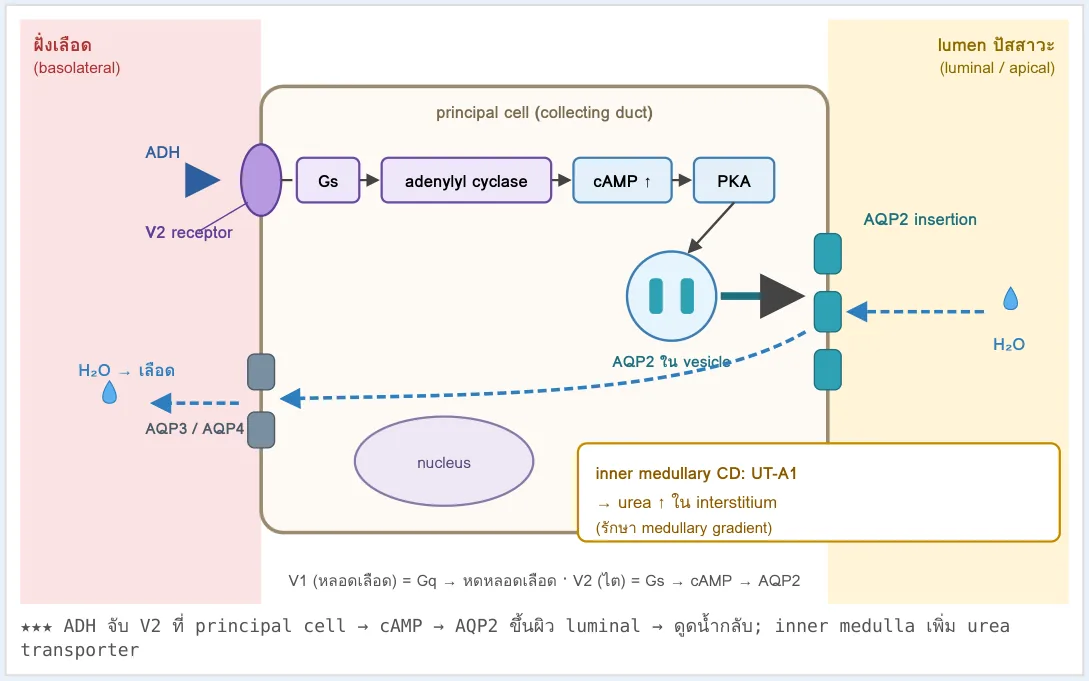 ฝั่งเลือด
(basolateral)
lumen ปัสสาวะ
(luminal / apical)
principal cell (collecting duct)
ADH
Gs
adenylyl cyclase
cAMP ↑
PKA
V2 receptor
AQP2 insertion
H₂O
AQP2 ใน vesicle
H₂O → เลือด
AQP3 / AQP4
nucleus
inner medullary CD: UT-A1
→ urea ↑ ใน interstitium
(รักษา medullary gradient)
V1 (หลอดเลือด) = Gq → หดหลอดเลือด · V2 (ไต) = Gs → cAMP → AQP2
★★★ ADH จับ V2 ที่ principal cell → cAMP → AQP2 ขึ้นผิว luminal → ดูดน้ำกลับ; inner medulla เพิ่ม urea
transporter